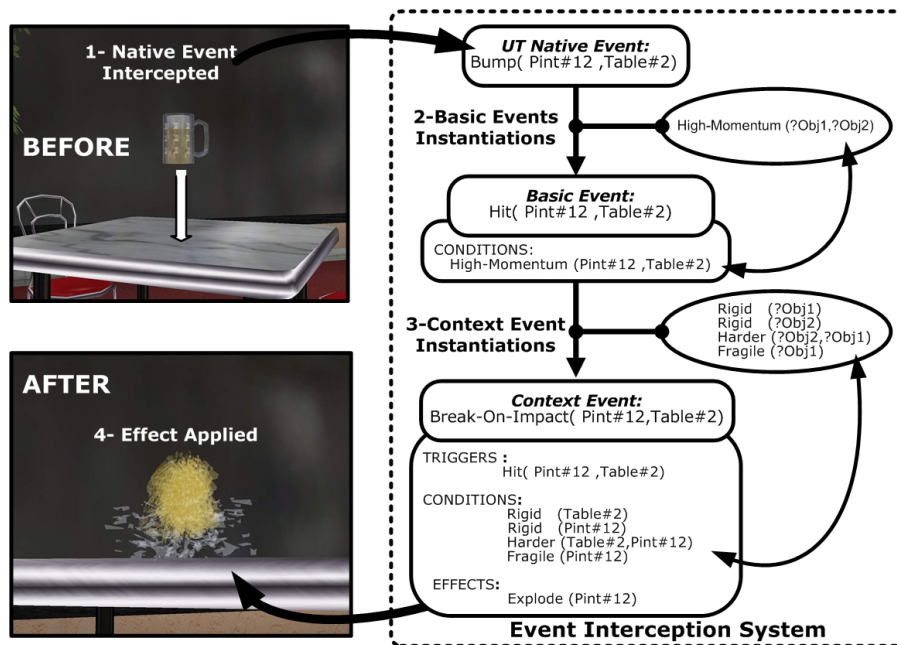 1- Native Event
Intercepted
BEFORE
UT Native Event:
Bump( Pint#12 ,Table#2)
2-Basic Events
Instantiations
High-Momentum (?Obj1,?Obj2)
Basic Event:
Hit( Pint#12 ,Table#2)
CONDITIONS:
High-Momentum (Pint#12 ,Table#2)
3-Context Event
Instantiations
Rigid (?Obj1)
Rigid (?Obj2)
Harder (?Obj2,?Obj1)
Fragile (?Obj1)
AFTER
4- Effect Applied
Context Event:
Break-On-Impact( Pint#12,Table#2)
TRIGGERS :
Hit( Pint#12 ,Table#2)
CONDITIONS:
Rigid (Table#2)
Rigid (Pint#12)
Harder (Table#2,Pint#12)
Fragile (Pint#12)
EFFECTS:
Explode (Pint#12)
Event Interception System